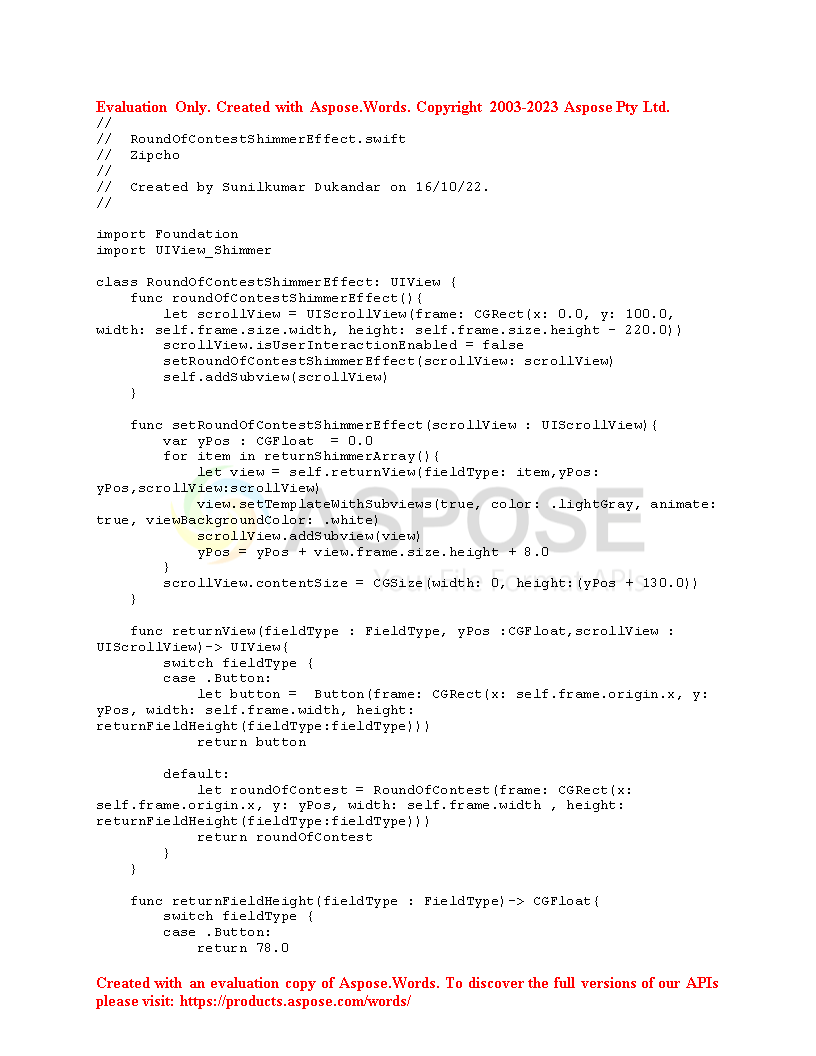 Evaluation Only. Created with Aspose.Words. Copyright 2003-2023 Aspose Pty Ltd.
//
//  RoundOfContestShimmerEffect.swift
//  Zipcho
//
//  Created by Sunilkumar Dukandar on 16/10/22.
//

import Foundation
import UIView_Shimmer

class RoundOfContestShimmerEffect: UIView {
    func roundOfContestShimmerEffect(){
        let scrollView = UIScrollView(frame: CGRect(x: 0.0, y: 100.0,
width: self.frame.size.width, height: self.frame.size.height - 220.0))
        scrollView.isUserInteractionEnabled = false
        setRoundOfContestShimmerEffect(scrollView: scrollView)
        self.addSubview(scrollView)
    }

    func setRoundOfContestShimmerEffect(scrollView : UIScrollView){
        var yPos : CGFloat  = 0.0
        for item in returnShimmerArray(){
            let view = self.returnView(fieldType: item,yPos:
yPos,scrollView:scrollView)
            view.setTemplateWithSubviews(true, color: .lightGray, animate:
true, viewBackgroundColor: .white)
            scrollView.addSubview(view)
            yPos = yPos + view.frame.size.height + 8.0
        }
        scrollView.contentSize = CGSize(width: 0, height:(yPos + 130.0))
    }

    func returnView(fieldType : FieldType, yPos :CGFloat,scrollView :
UIScrollView)-> UIView{
        switch fieldType {
        case .Button:
            let button =  Button(frame: CGRect(x: self.frame.origin.x, y:
yPos, width: self.frame.width, height:
returnFieldHeight(fieldType:fieldType)))
            return button

        default:
            let roundOfContest = RoundOfContest(frame: CGRect(x:
self.frame.origin.x, y: yPos, width: self.frame.width , height:
returnFieldHeight(fieldType:fieldType)))
            return roundOfContest
        }
    }

    func returnFieldHeight(fieldType : FieldType)-> CGFloat{
        switch fieldType {
        case .Button:
            return 78.0
ASPOSE
Your File Format APIs
Created with an evaluation copy of Aspose.Words. To discover the full versions of our APIs
please visit: https://products.aspose.com/words/